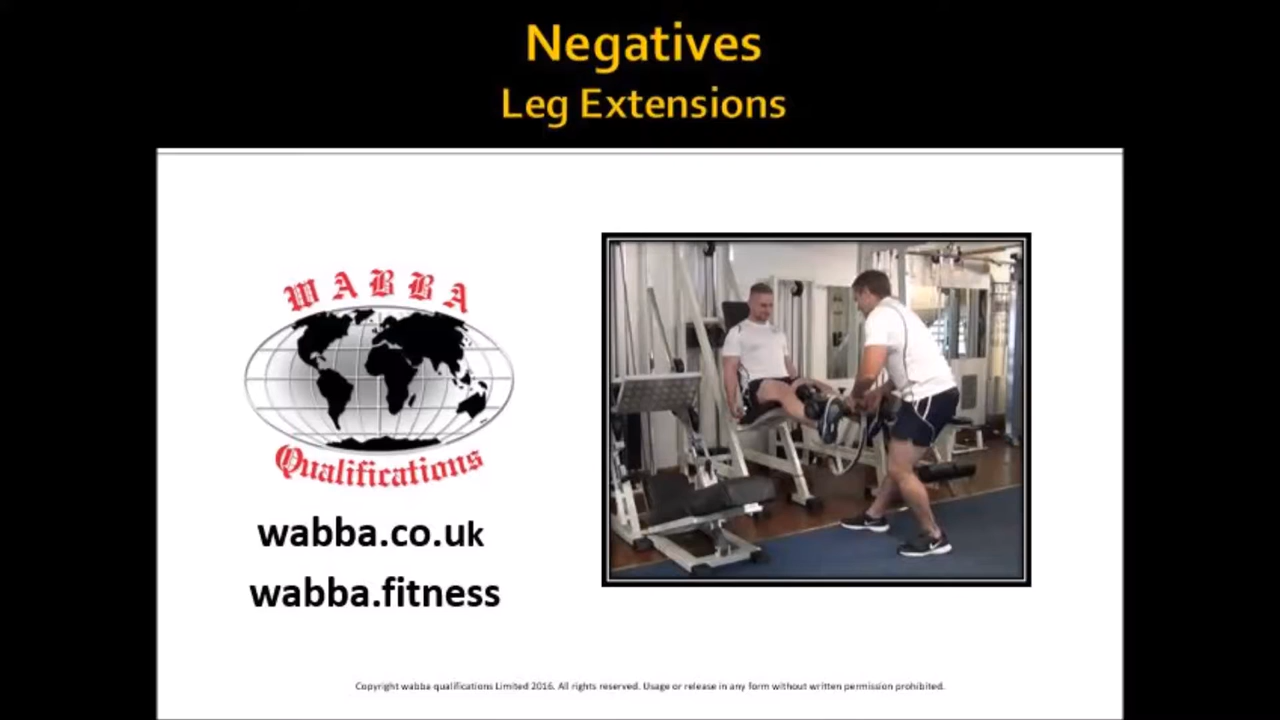 Negatives
Leg Extensions
WABBA
Qualifications
wabba.co.uk
wabba.fitness
Copyright wabba qualifications Limited 2016. All rights reserved. Usage or release in any form without written permission prohibited.